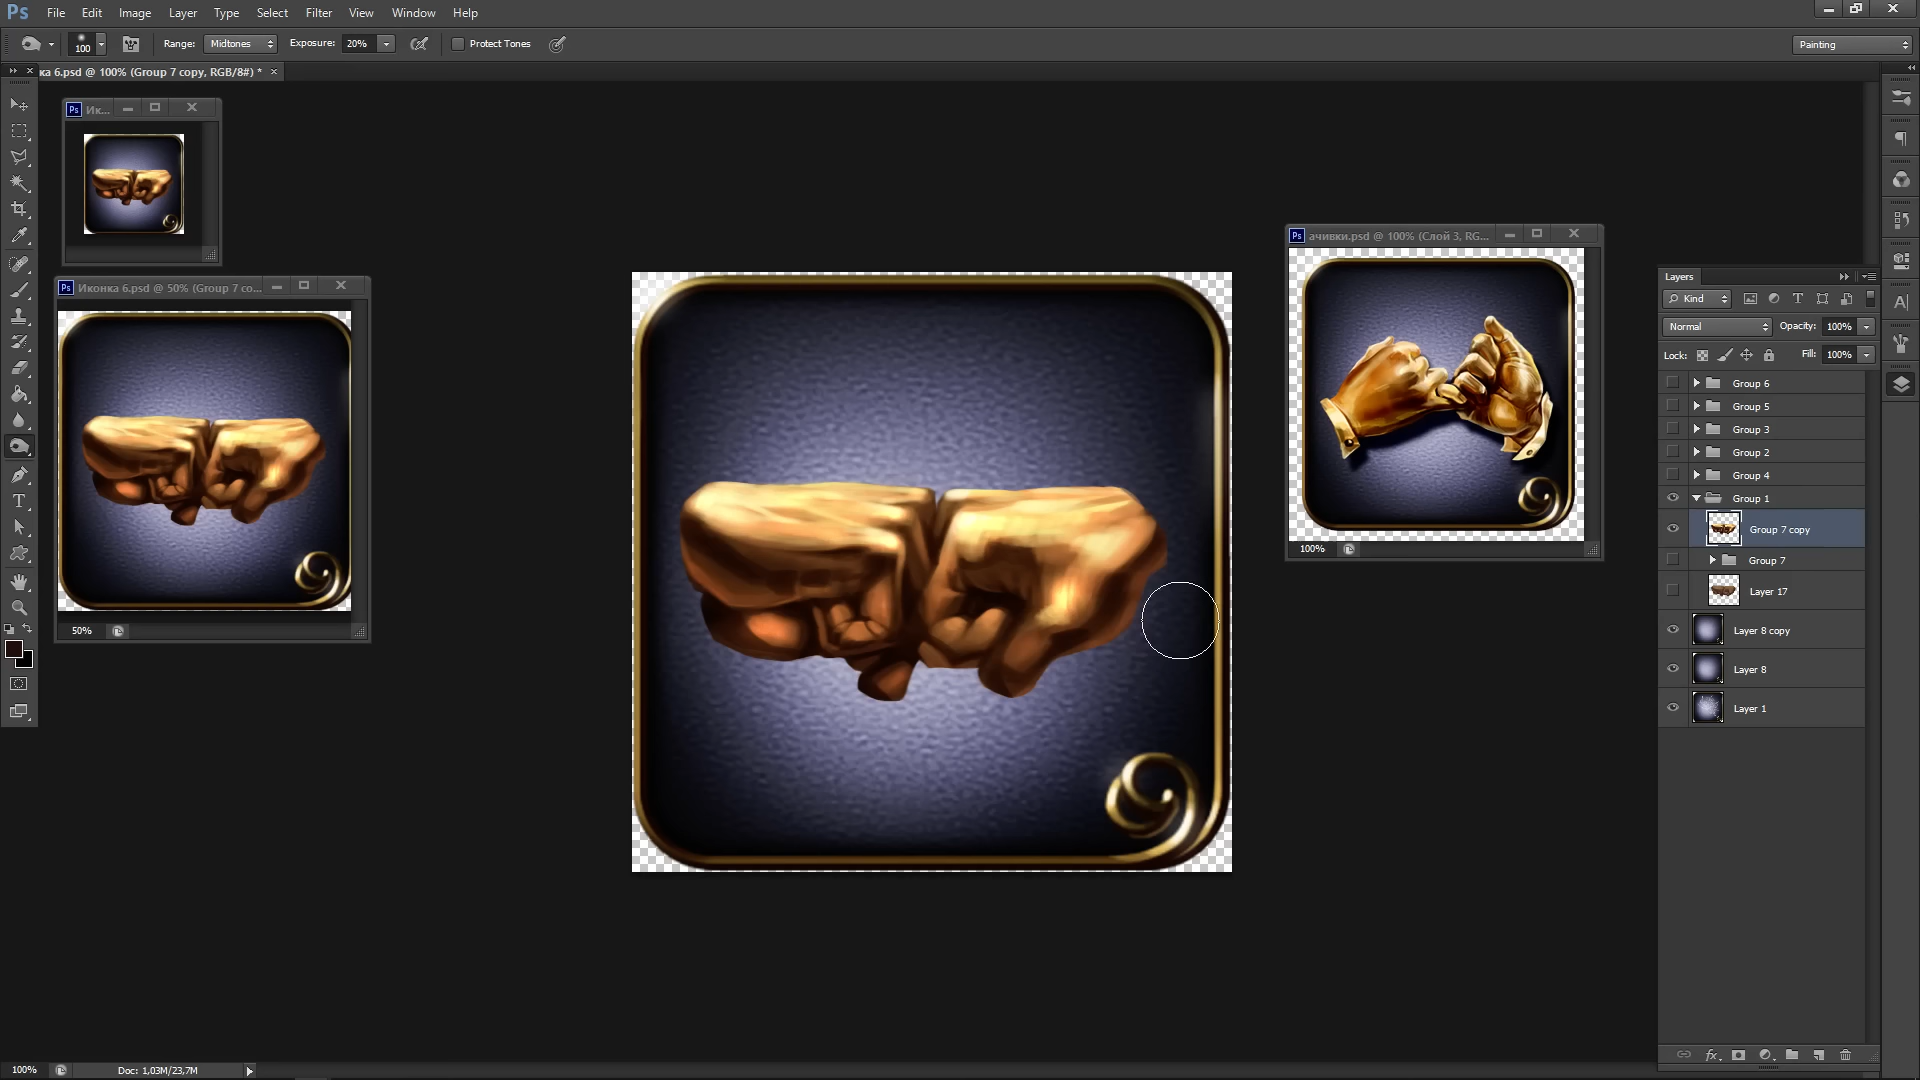 Ps File Edit Image Layer Type Select Filter View Window Help
100 Range: Midtones Exposure: 20% Protect Tones Painting
ка 6.psd @ 100% (Group 7 copy, RGB/8#) * ×
Ps Ик...
Ps Иконка 6.psd @ 50% (Group 7 co...
50%
Ps ачивки.psd @ 100% (Слой 3, RG...
100%
Layers
Kind
Normal Opacity: 100%
Lock: Fill: 100%
Group 6
Group 5
Group 3
Group 2
Group 4
Group 1
Group 7 copy
Group 7
Layer 17
Layer 8 copy
Layer 8
Layer 1
fx
100% Doc: 1,03M/23,7M